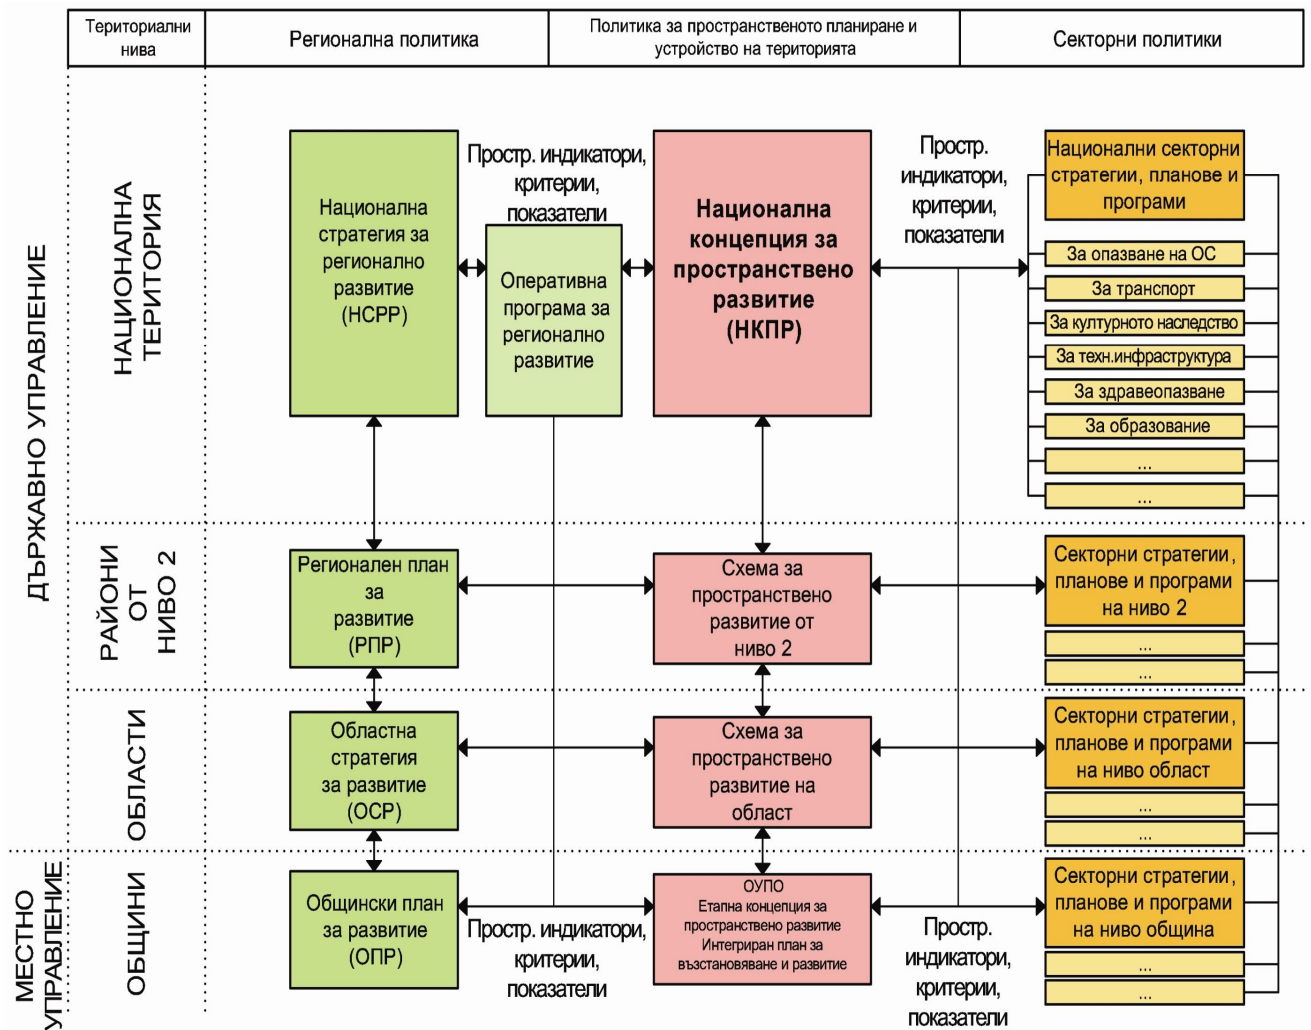 Териториални
нива
Регионална политика
Политика за пространственото планиране и
устройство на територията
Секторни политики
ДЪРЖАВНО УПРАВЛЕНИЕ
НАЦИОНАЛНА
ТЕРИТОРИЯ
Национална
стратегия за
регионално
развитие
(НСРР)
Простр. индикатори,
критерии,
показатели
Оперативна
програма за
регионално
развитие
Национална
концепция за
пространствено
развитие
(НКПР)
Простр.
индикатори,
критерии,
показатели
Национални секторни
стратегии, планове и
програми
За опазване на ОС
За транспорт
За културното наследство
За техн.инфраструктура
За здравеопазване
За образование
...
...
РАЙОНИ
ОТ
НИВО 2
Регионален план
за
развитие
(РПР)
Схема за
пространствено
развитие от
ниво 2
Секторни стратегии,
планове и програми
на ниво 2
...
...
ОБЛАСТИ
Областна
стратегия
за развитие
(ОСР)
Схема за
пространствено
развитие на
област
Секторни стратегии,
планове и програми
на ниво област
...
...
МЕСТНО
УПРАВЛЕНИЕ
ОБЩИНИ
Общински план
за развитие
(ОПР)
Простр. индикатори,
критерии,
показатели
ОУПО
Етапна концепция за
пространствено развитие
Интегриран план за
възстановяване и развитие
Простр.
индикатори,
критерии,
показатели
Секторни стратегии,
планове и програми
на ниво община
...
...